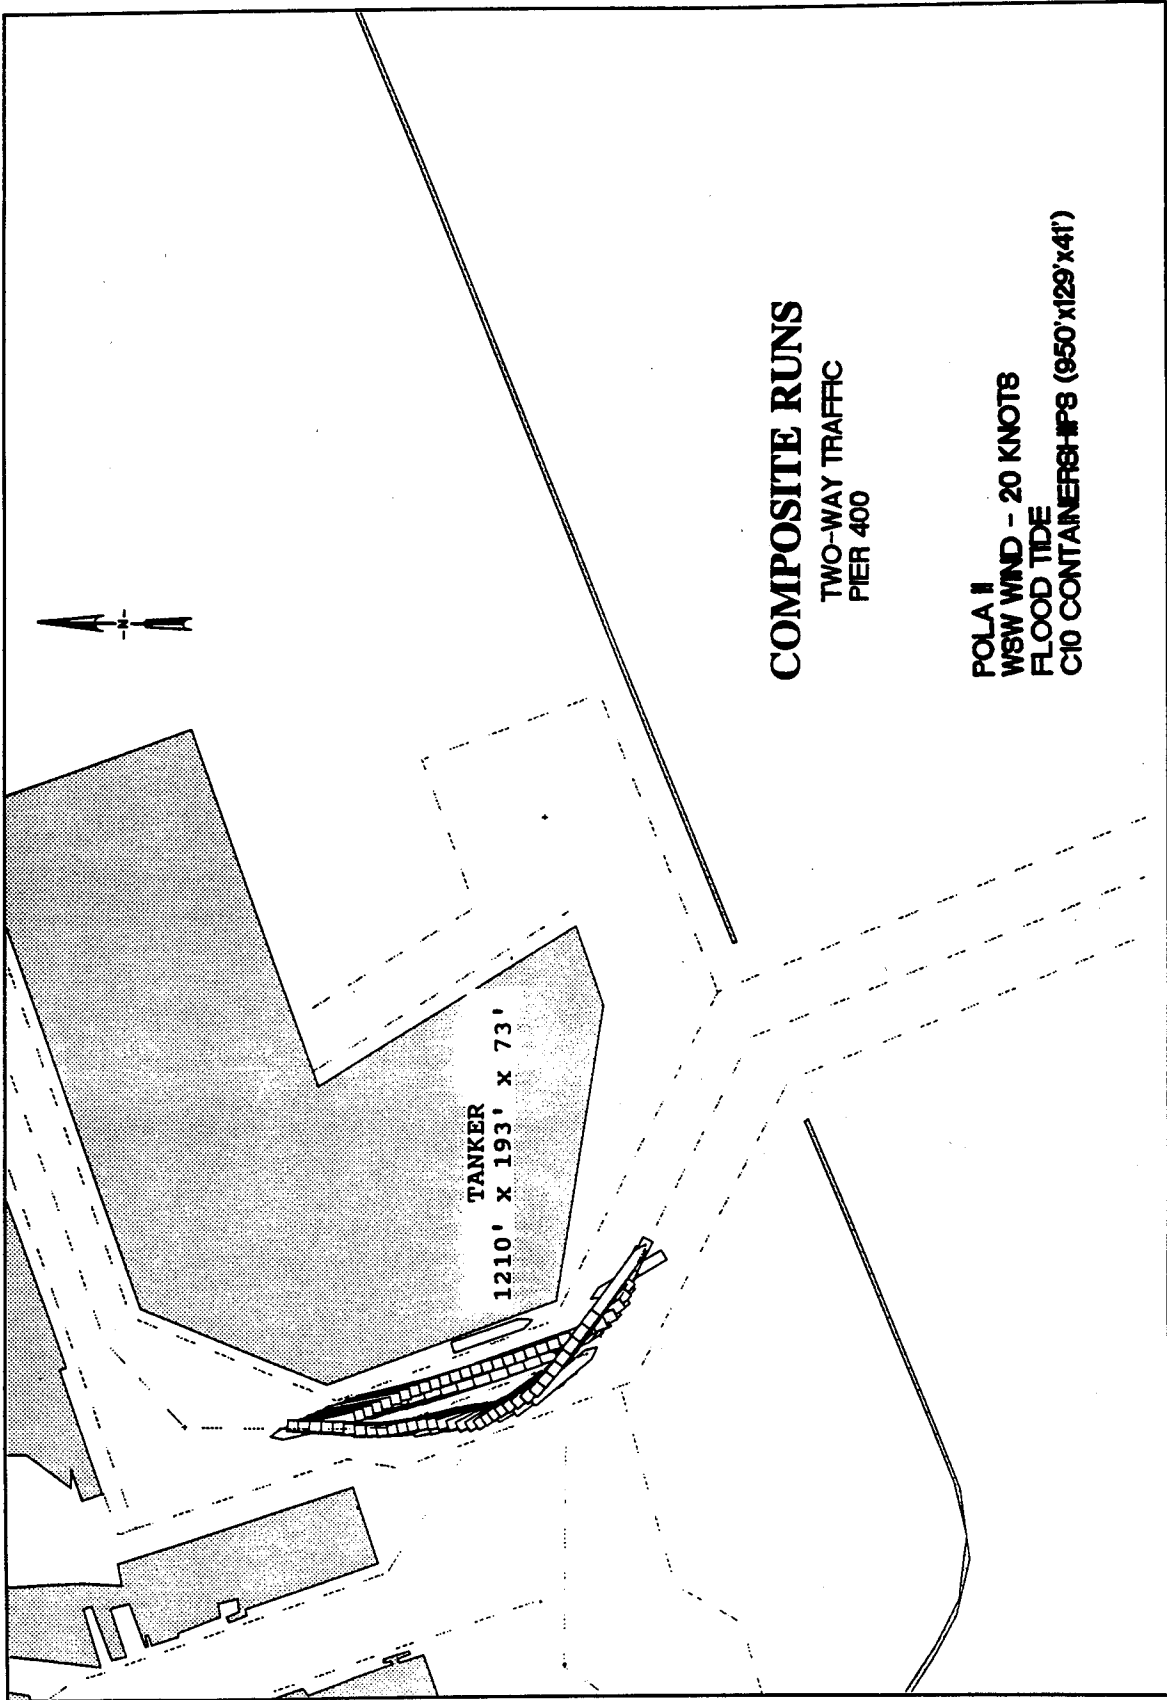 COMPOSITE RUNS
TWO-WAY TRAFFIC
PIER 400
POLA II
WSW WIND - 20 KNOTS
FLOOD TIDE
C10 CONTAINERSHIPS (950'x129'x41')
TANKER
1210' x 193' x 73'
N